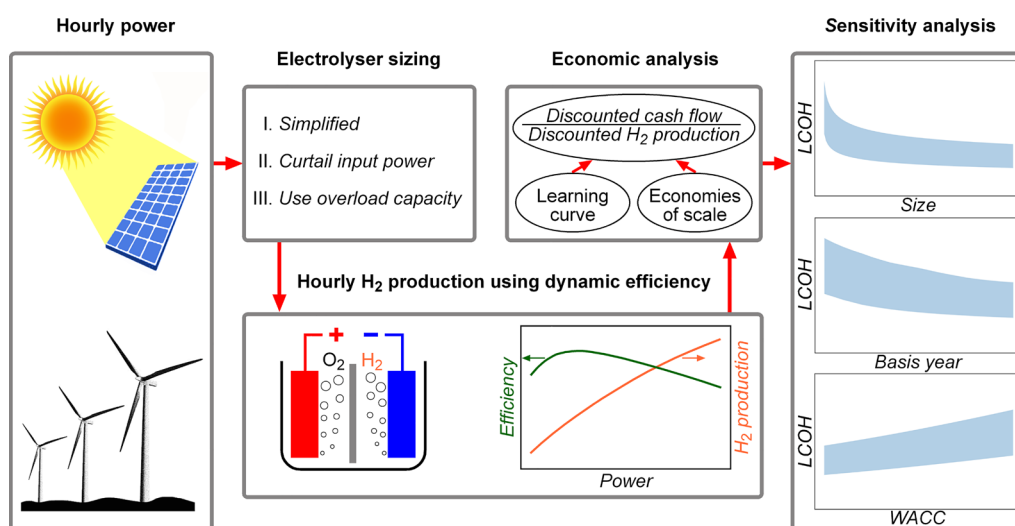 Hourly power
Electrolyser sizing
I. Simplified
II. Curtail input power
III. Use overload capacity
Economic analysis
Discounted cash flow
Discounted H₂ production
Learning
curve
Economies
of scale
Hourly H₂ production using dynamic efficiency
+
−
O₂
H₂
Efficiency
H₂ production
Power
Sensitivity analysis
LCOH
Size
LCOH
Basis year
LCOH
WACC